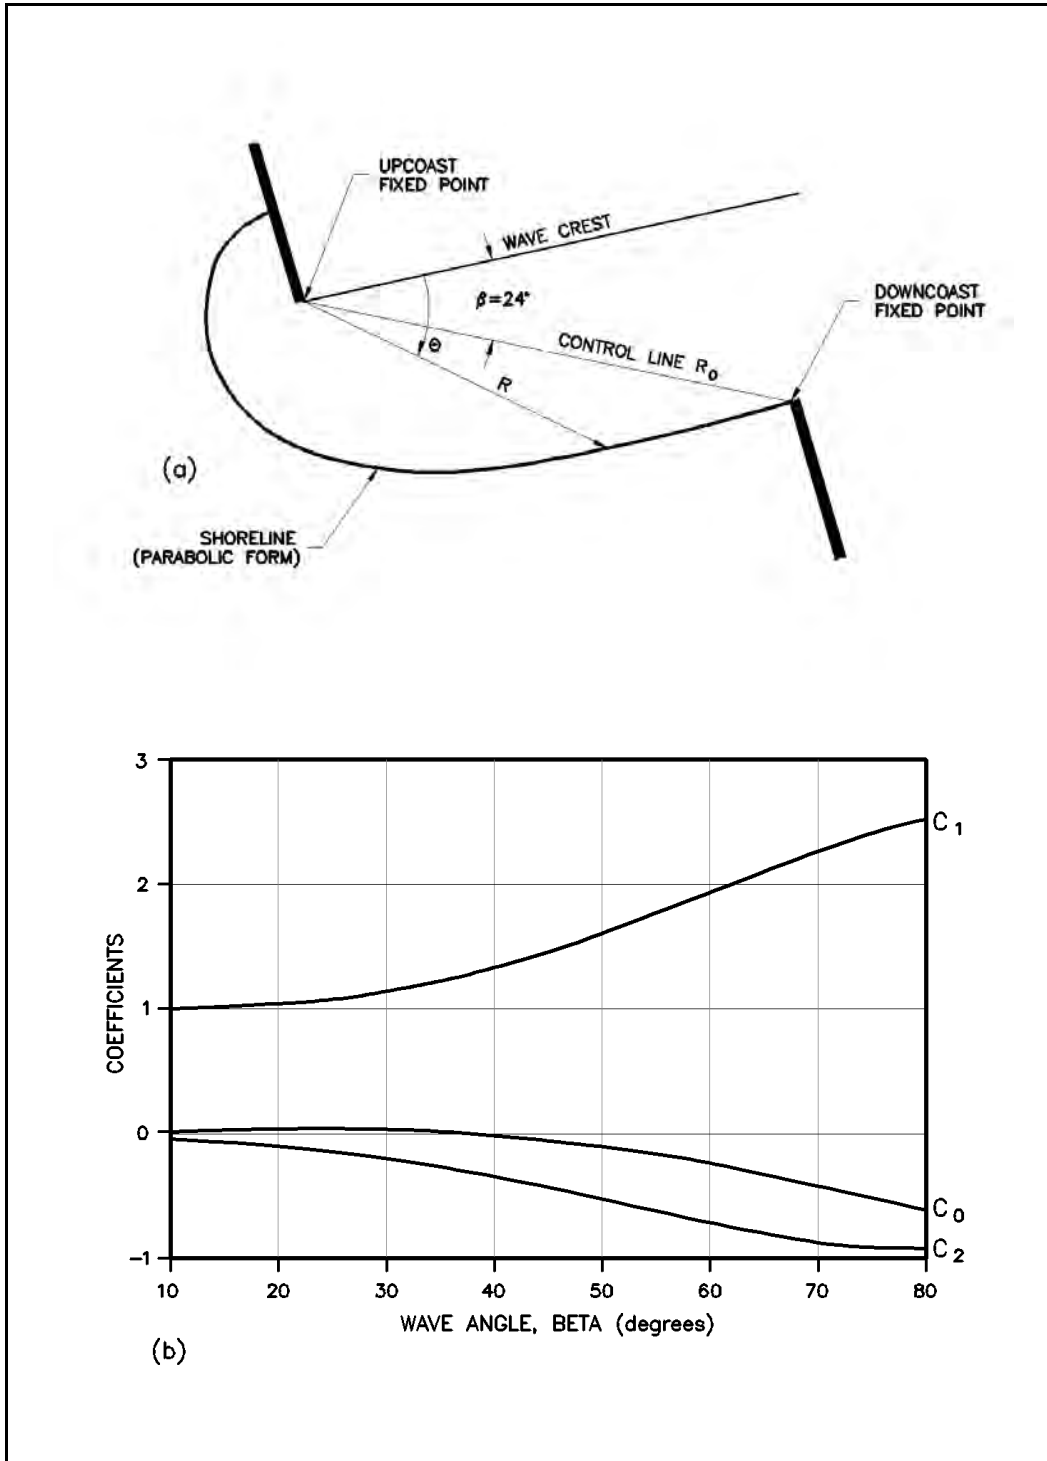 UPCOAST
FIXED POINT
WAVE CREST
β=24°
DOWNCOAST
FIXED POINT
Θ
CONTROL LINE R₀
R
(a)
SHORELINE
(PARABOLIC FORM)
3
2
1
0
-1
COEFFICIENTS
C₁
C₀
C₂
10 20 30 40 50 60 70 80
WAVE ANGLE, BETA (degrees)
(b)